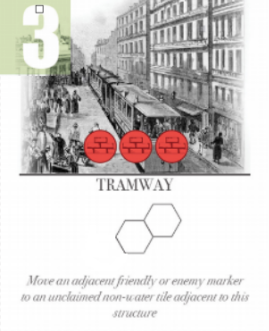 3
TRAMWAY
Move an adjacent friendly or enemy marker
to an unclaimed non-water tile adjacent to this
structure